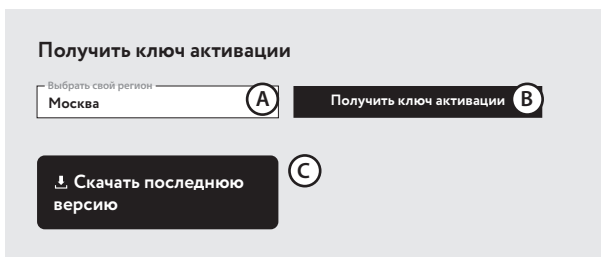 Получить ключ активации
Выбрать свой регион
Москва
A
Получить ключ активации
B
Скачать последнюю
версию
C